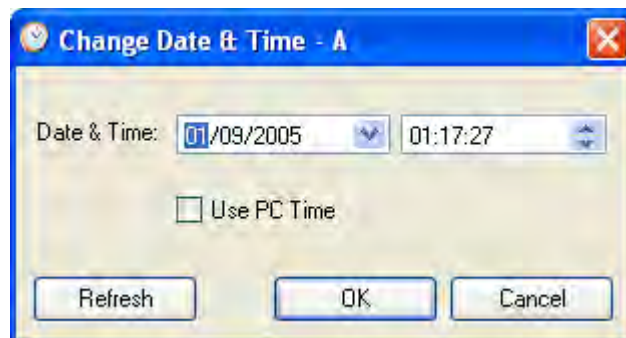 Change Date & Time - A
Date & Time: 01/09/2005 01:17:27
Use PC Time
Refresh OK Cancel